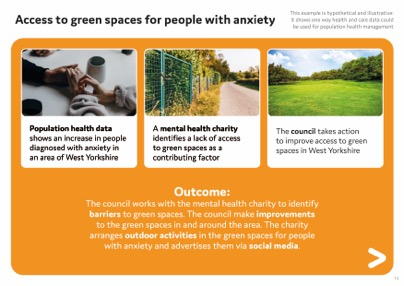 Access to green spaces for people with anxiety
This example is hypothetical and illustrative.
It shows one way health and care data could
be used for population health management
Population health data
shows an increase in people
diagnosed with anxiety in
an area of West Yorkshire
A mental health charity
identifies a lack of access
to green spaces as a
contributing factor
The council takes action
to improve access to green
spaces in West Yorkshire
Outcome:
The council works with the mental health charity to identify
barriers to green spaces. The council make improvements
to the green spaces in and around the area. The charity
arranges outdoor activities in the green spaces for people
with anxiety and advertises them via social media.